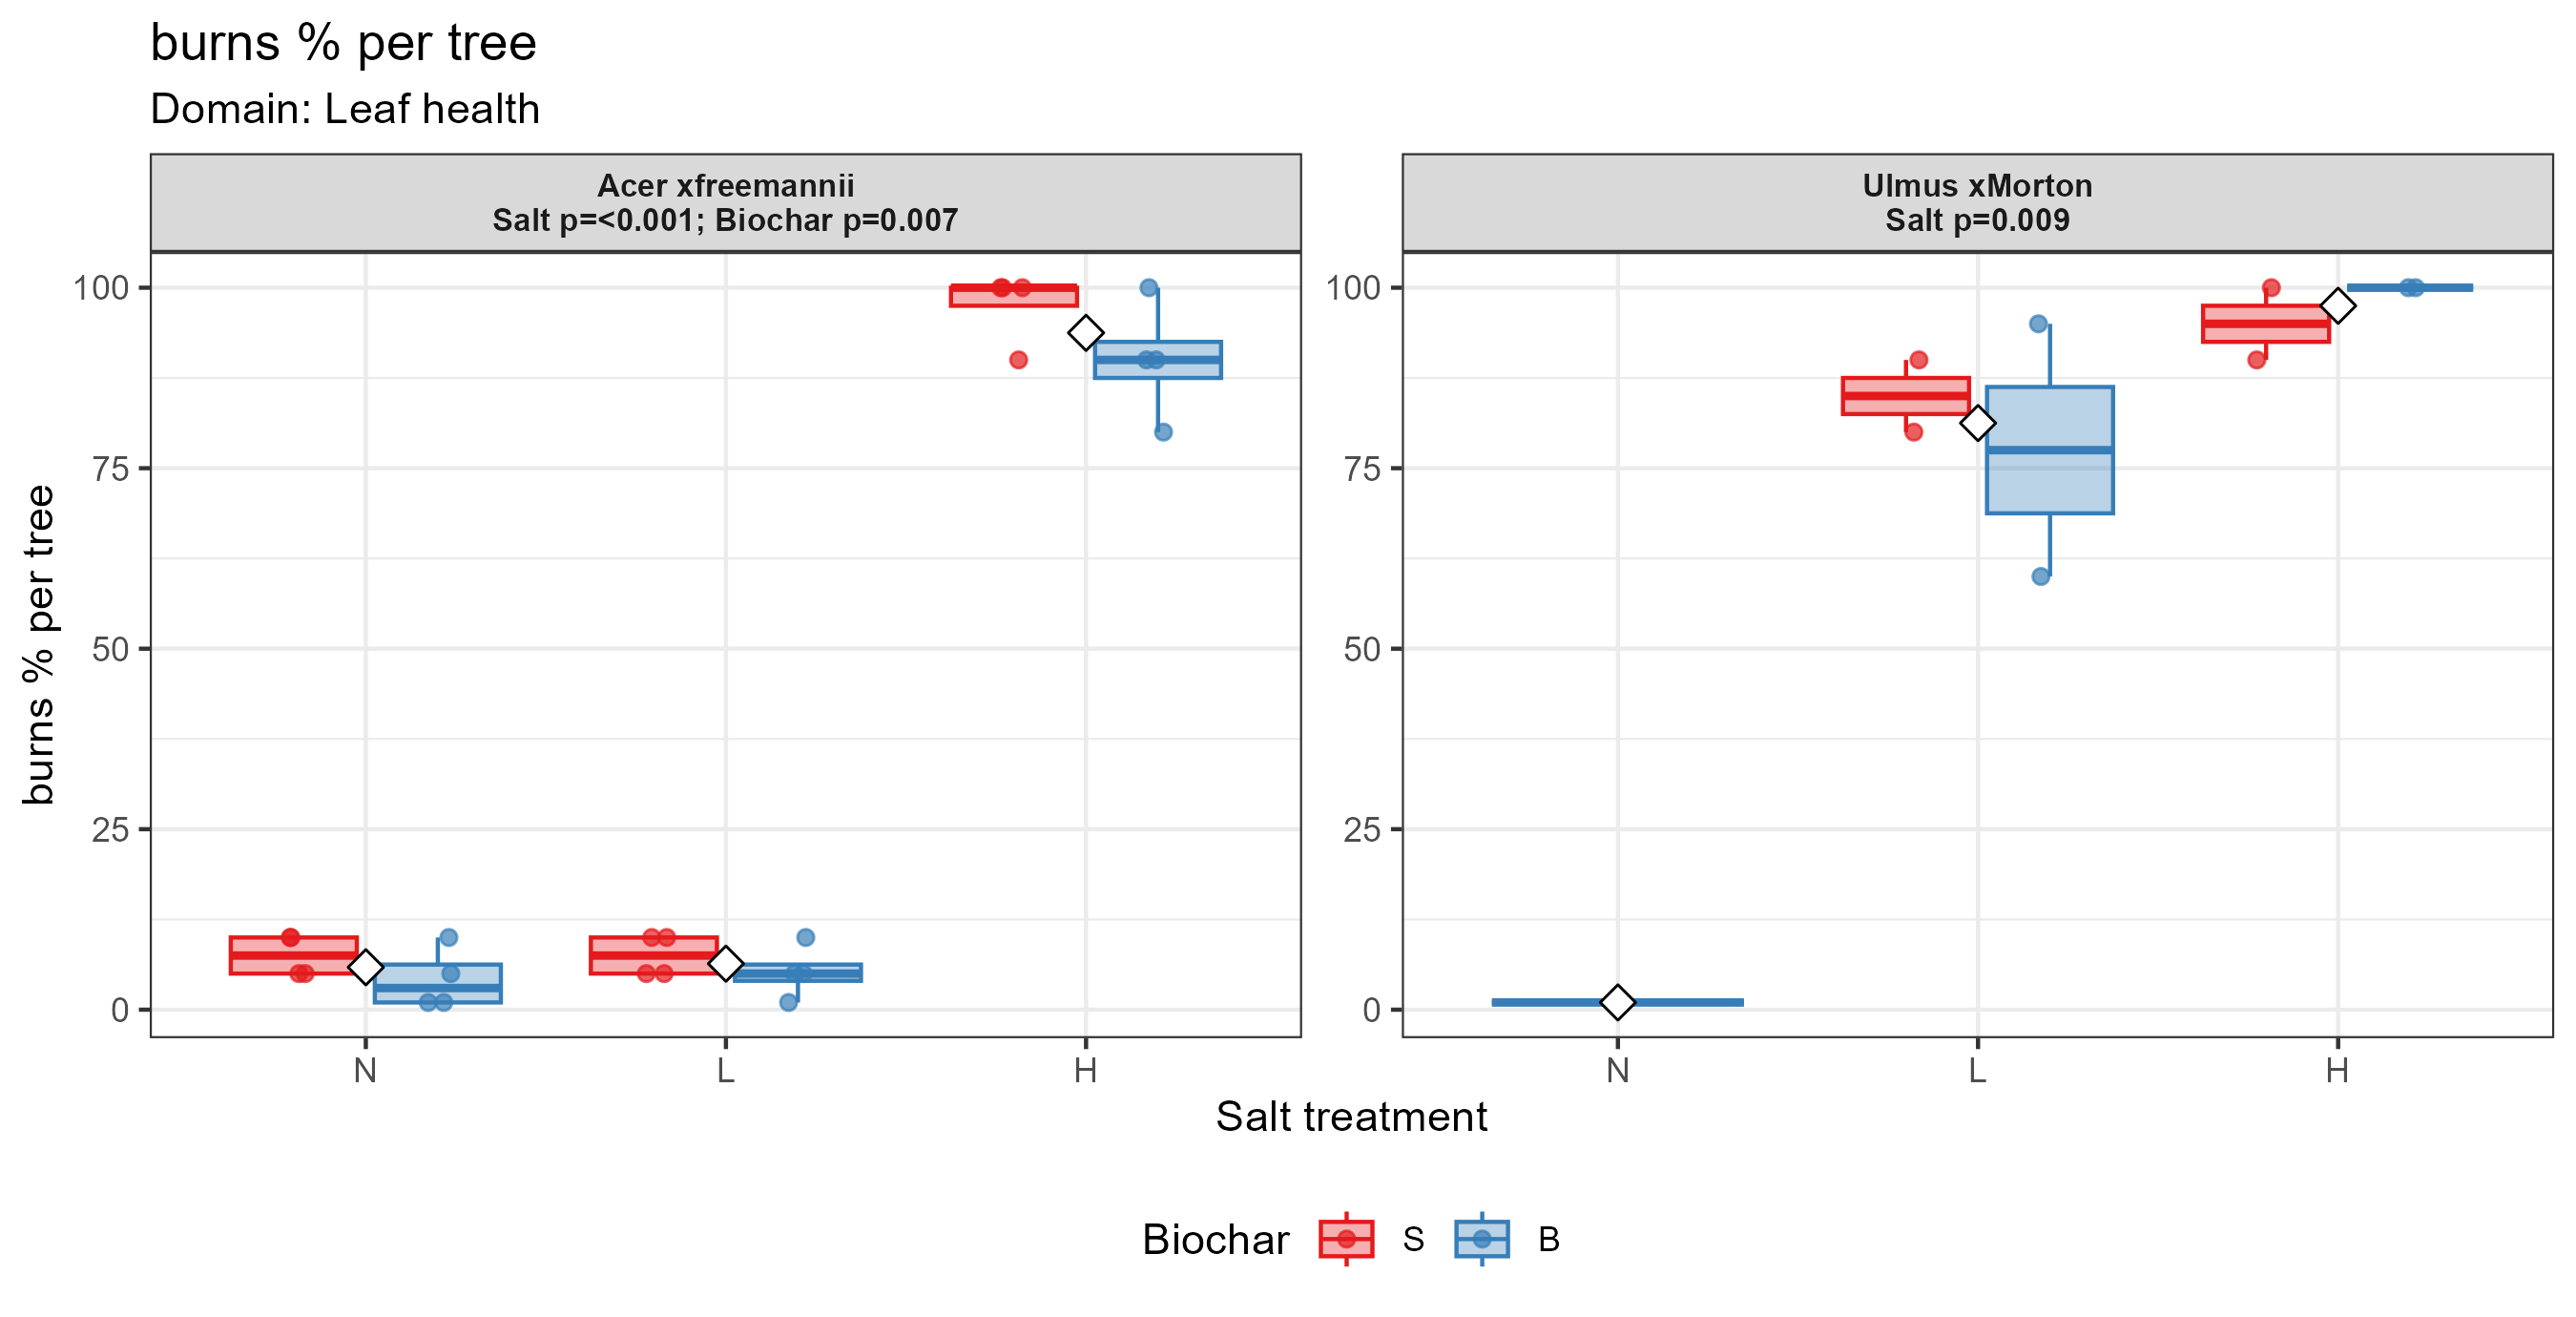 burns % per tree
Domain: Leaf health
Acer xfreemannii
Salt p=<0.001; Biochar p=0.007
Ulmus xMorton
Salt p=0.009
burns % per tree
100
75
50
25
0
100
75
50
25
0
N L H
N L H
Salt treatment
Biochar S B